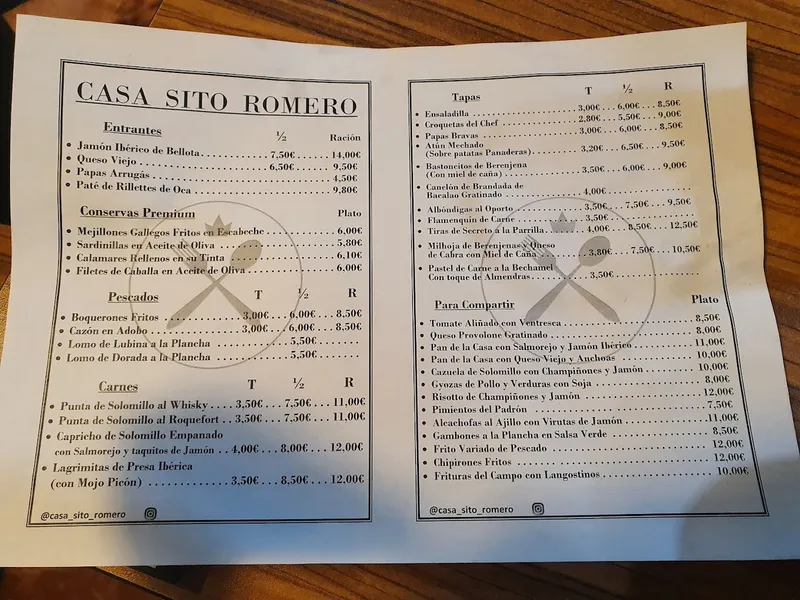 CASA SITO ROMERO
Entrantes ½ Ración
• Jamón Ibérico de Bellota 7,50€ 14,00€
• Queso Viejo 6,50€ 9,50€
• Papas Arrugás 4,50€
• Paté de Rillettes de Oca 9,80€
Conservas Premium Plato
• Mejillones Gallegos Fritos en Escabeche 6,00€
• Sardinillas en Aceite de Oliva 5,80€
• Calamares Rellenos en su Tinta 6,10€
• Filetes de Caballa en Aceite de Oliva 6,00€
Pescados T ½ R
• Boquerones Fritos 3,00€ 6,00€ 8,50€
• Cazón en Adobo 3,00€ 6,00€ 8,50€
• Lomo de Lubina a la Plancha 5,50€
• Lomo de Dorada a la Plancha 5,50€
Carnes T ½ R
• Punta de Solomillo al Whisky 3,50€ 7,50€ 11,00€
• Punta de Solomillo al Roquefort 3,50€ 7,50€ 11,00€
• Capricho de Solomillo Empanado
con Salmorejo y taquitos de Jamón 4,00€ 8,00€ 12,00€
• Lagrimitas de Presa Ibérica
(con Mojo Picón) 3,50€ 8,50€ 12,00€
@casa_sito_romero
Tapas T ½ R
• Ensaladilla 3,00€ 6,00€ 8,50€
• Croquetas del Chef 2,80€ 5,50€ 9,00€
• Papas Bravas 3,00€ 6,00€ 8,50€
• Atún Mechado
(Sobre patatas Panaderas) 3,20€ 6,50€ 9,50€
• Bastoncitos de Berenjena
(Con miel de caña) 3,50€ 6,00€ 9,00€
• Canelón de Brandada de
Bacalao Gratinado 4,00€
• Albóndigas al Oporto 3,50€ 7,50€ 9,50€
• Flamenquín de Carne 3,50€
• Tiras de Secreto a la Parrilla 4,00€ 8,50€ 12,50€
• Milhoja de Berenjenas y Queso
de Cabra con Miel de Caña 3,80€ 7,50€ 10,50€
• Pastel de Carne a la Bechamel
Con toque de Almendras 3,50€
Para Compartir Plato
• Tomate Aliñado con Ventresca 8,50€
• Queso Provolone Gratinado 8,00€
• Pan de la Casa con Salmorejo y Jamón Ibérico 11,00€
• Pan de la Casa con Queso Viejo y Anchoas 10,00€
• Cazuela de Solomillo con Champiñones y Jamón 10,00€
• Gyozas de Pollo y Verduras con Soja 8,00€
• Risotto de Champiñones y Jamón 12,00€
• Pimientos del Padrón 7,50€
• Alcachofas al Ajillo con Virutas de Jamón 11,00€
• Gambones a la Plancha en Salsa Verde 8,50€
• Frito Variado de Pescado 12,00€
• Chipirones Fritos 12,00€
• Frituras del Campo con Langostinos 10,00€
@casa_sito_romero